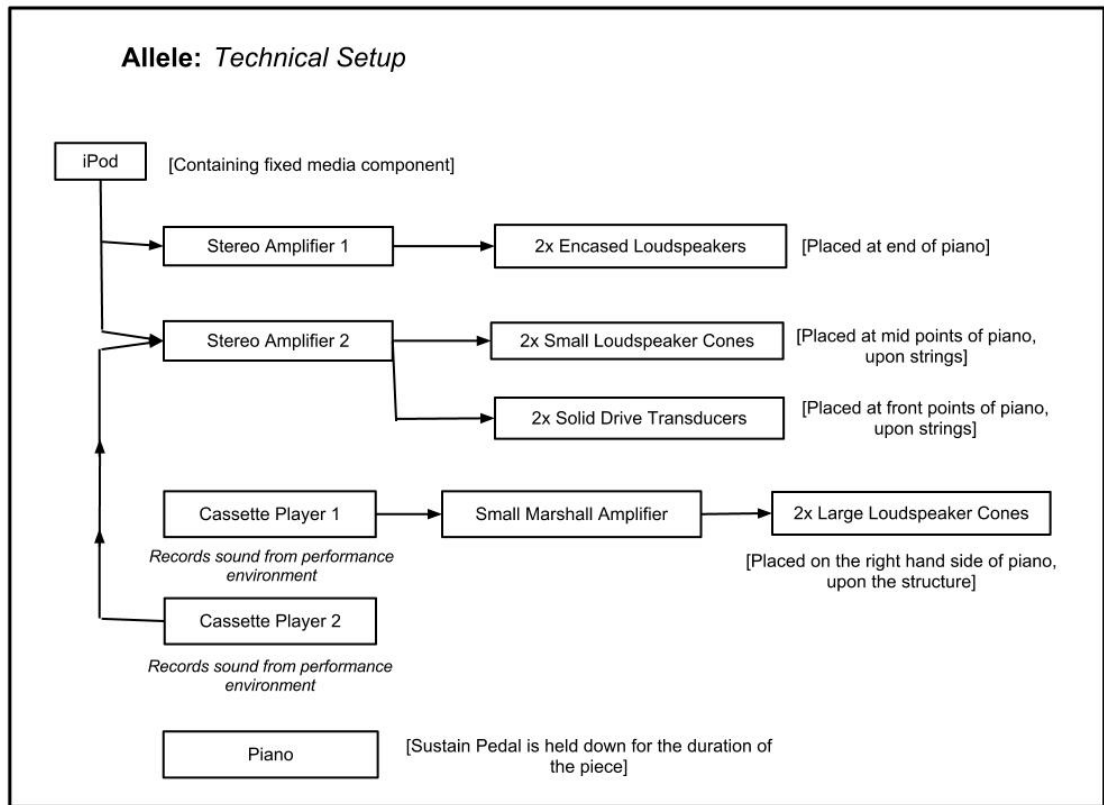 Allele: Technical Setup
iPod
[Containing fixed media component]
Stereo Amplifier 1
2x Encased Loudspeakers
[Placed at end of piano]
Stereo Amplifier 2
2x Small Loudspeaker Cones
[Placed at mid points of piano,
upon strings]
2x Solid Drive Transducers
[Placed at front points of piano,
upon strings]
Cassette Player 1
Small Marshall Amplifier
2x Large Loudspeaker Cones
Records sound from performance
environment
[Placed on the right hand side of piano,
upon the structure]
Cassette Player 2
Records sound from performance
environment
Piano
[Sustain Pedal is held down for the duration of
the piece]